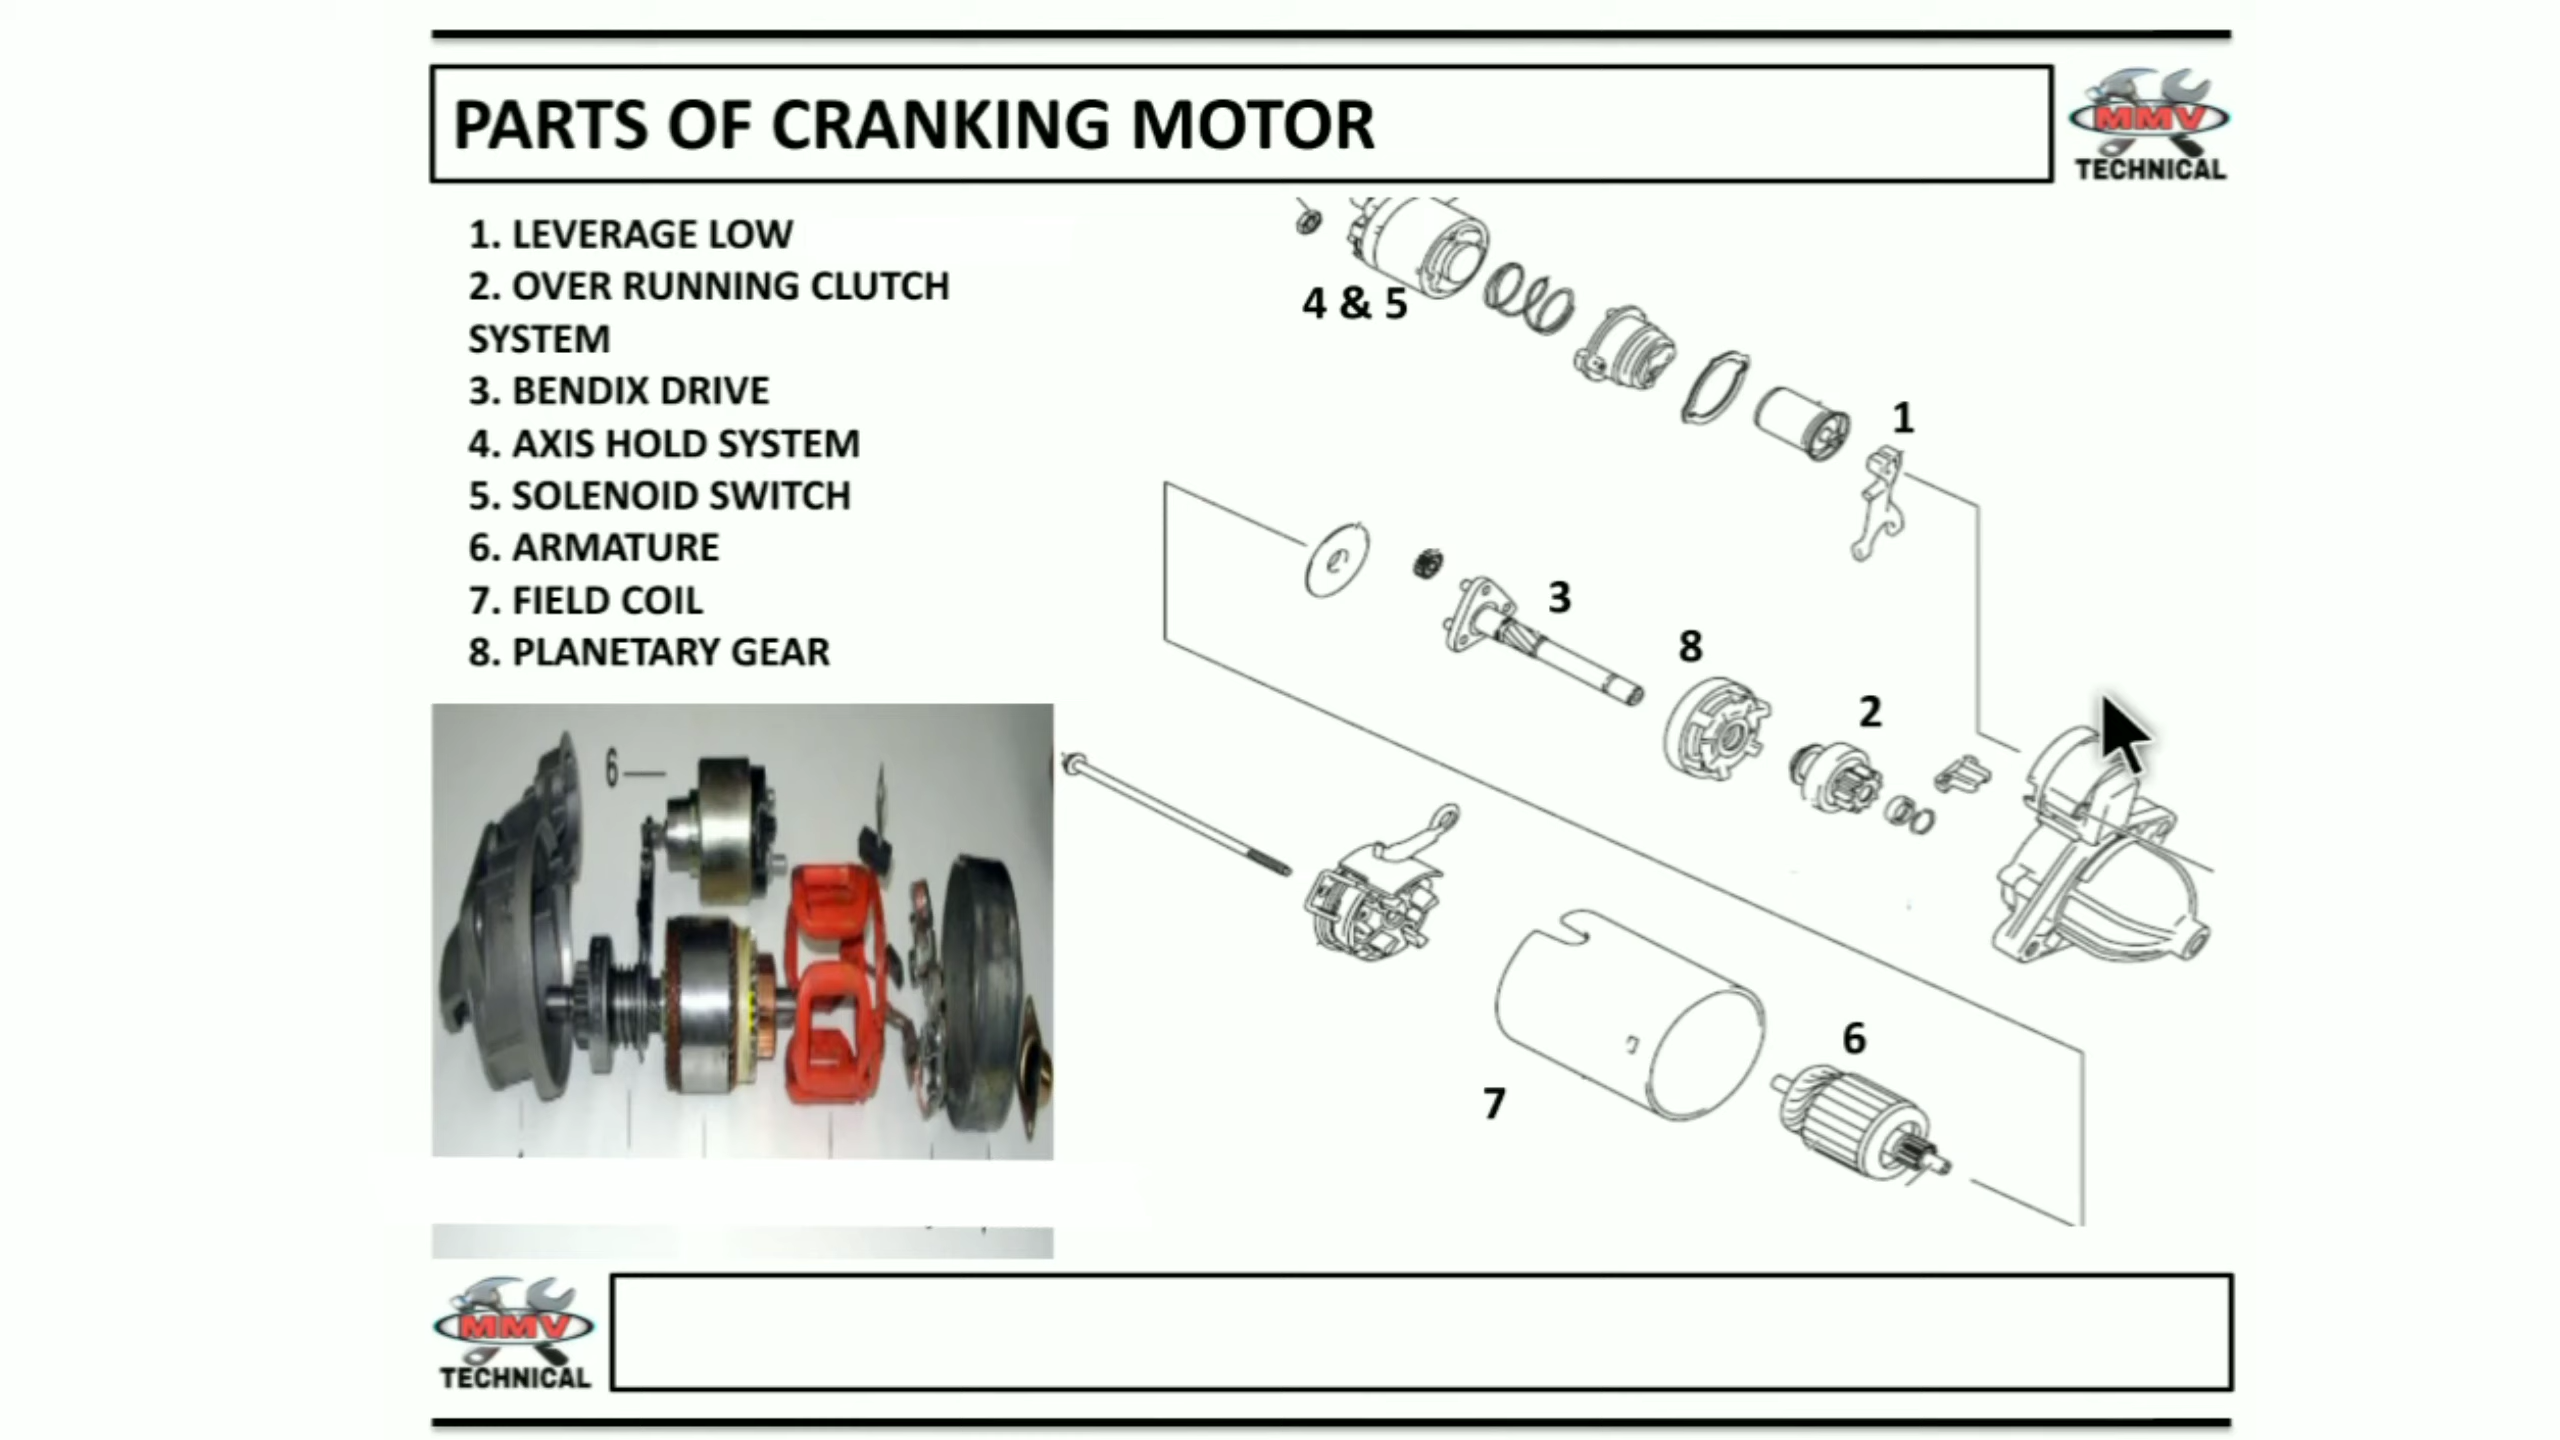 PARTS OF CRANKING MOTOR
MMV
TECHNICAL
1. LEVERAGE LOW
2. OVER RUNNING CLUTCH
SYSTEM
3. BENDIX DRIVE
4. AXIS HOLD SYSTEM
5. SOLENOID SWITCH
6. ARMATURE
7. FIELD COIL
8. PLANETARY GEAR
4 & 5
1
3
8
2
6
7
6
MMV
TECHNICAL